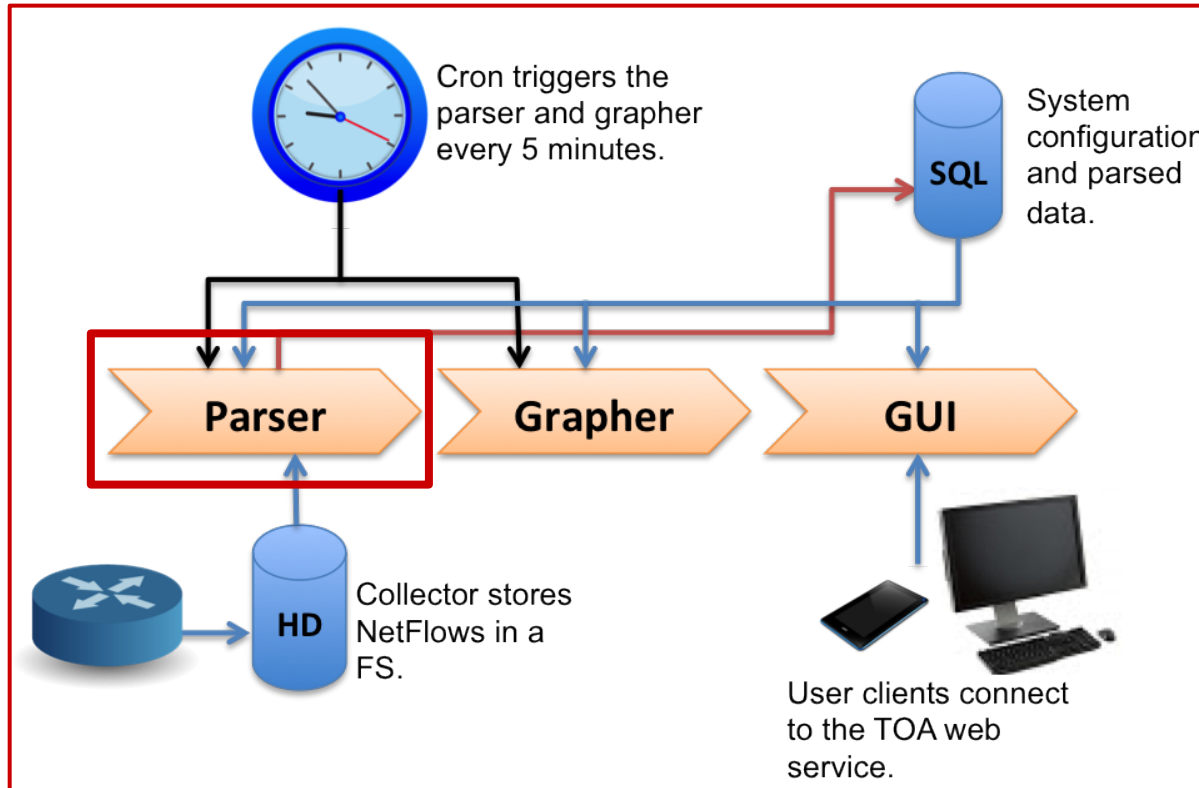 Cron triggers the
parser and grapher
every 5 minutes.
SQL
System
configuration
and parsed
data.
Parser
Grapher
GUI
HD
Collector stores
NetFlows in a
FS.
User clients connect
to the TOA web
service.